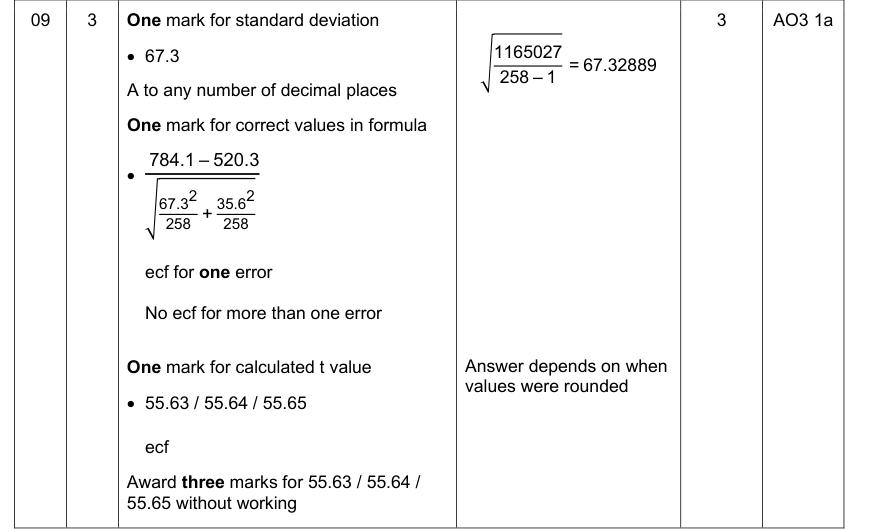 09 3 One mark for standard deviation 3 AO3 1a
• 67.3
√(1165027 / (258 – 1)) = 67.32889
A to any number of decimal places
One mark for correct values in formula
• (784.1 – 520.3) / √(67.3² / 258 + 35.6² / 258)
ecf for one error
No ecf for more than one error
One mark for calculated t value
Answer depends on when
values were rounded
• 55.63 / 55.64 / 55.65
ecf
Award three marks for 55.63 / 55.64 /
55.65 without working